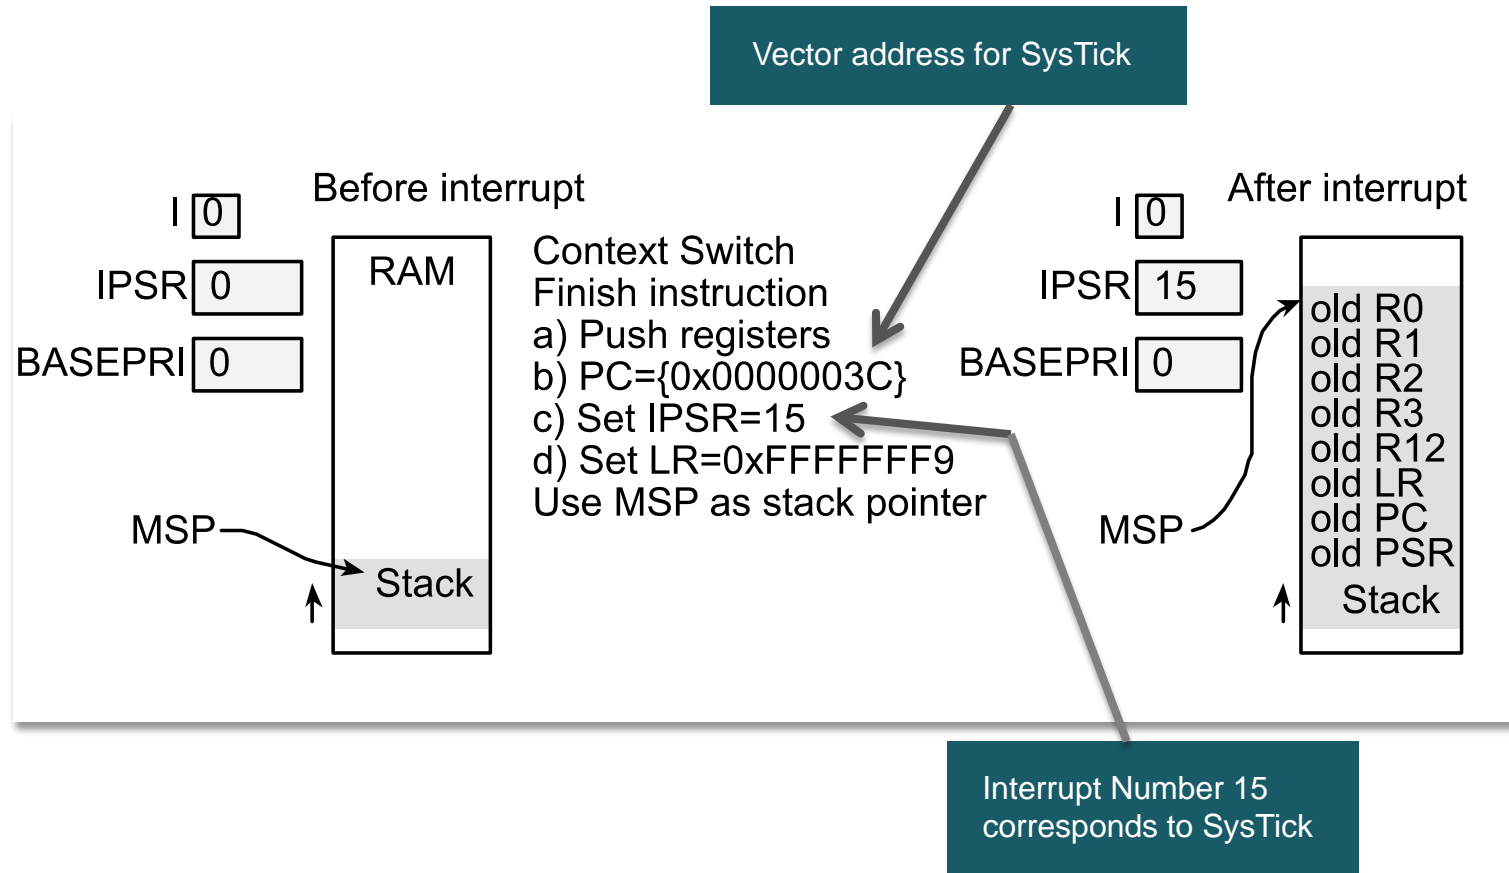 Vector address for SysTick
Before interrupt
I 0
IPSR 0
BASEPRI 0
RAM
MSP
Stack
Context Switch
Finish instruction
a) Push registers
b) PC={0x0000003C}
c) Set IPSR=15
d) Set LR=0xFFFFFFF9
Use MSP as stack pointer
After interrupt
I 0
IPSR 15
BASEPRI 0
MSP
old R0
old R1
old R2
old R3
old R12
old LR
old PC
old PSR
Stack
Interrupt Number 15
corresponds to SysTick